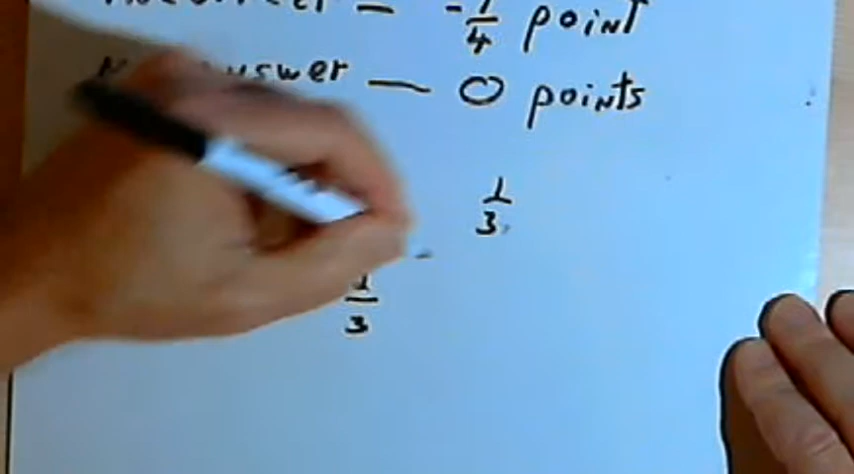 — -1/4 point
— 0 points
1/3
1/3